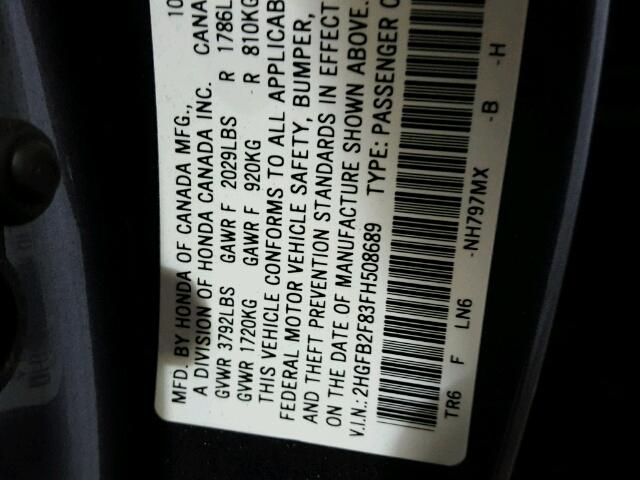 MFD. BY HONDA OF CANADA MFG., 10
A DIVISION OF HONDA CANADA INC. CANA
GVWR 3792LBS GAWR F 2029LBS - R 1786L
GVWR 1720KG GAWR F 920KG - R 810KG
THIS VEHICLE CONFORMS TO ALL APPLICAB
FEDERAL MOTOR VEHICLE SAFETY, BUMPER,
AND THEFT PREVENTION STANDARDS IN EFFECT
ON THE DATE OF MANUFACTURE SHOWN ABOVE.
V.I.N.: 2HGFB2F83FH508689 TYPE: PASSENGER C
TR6 F LN6 -NH797MX -B -H